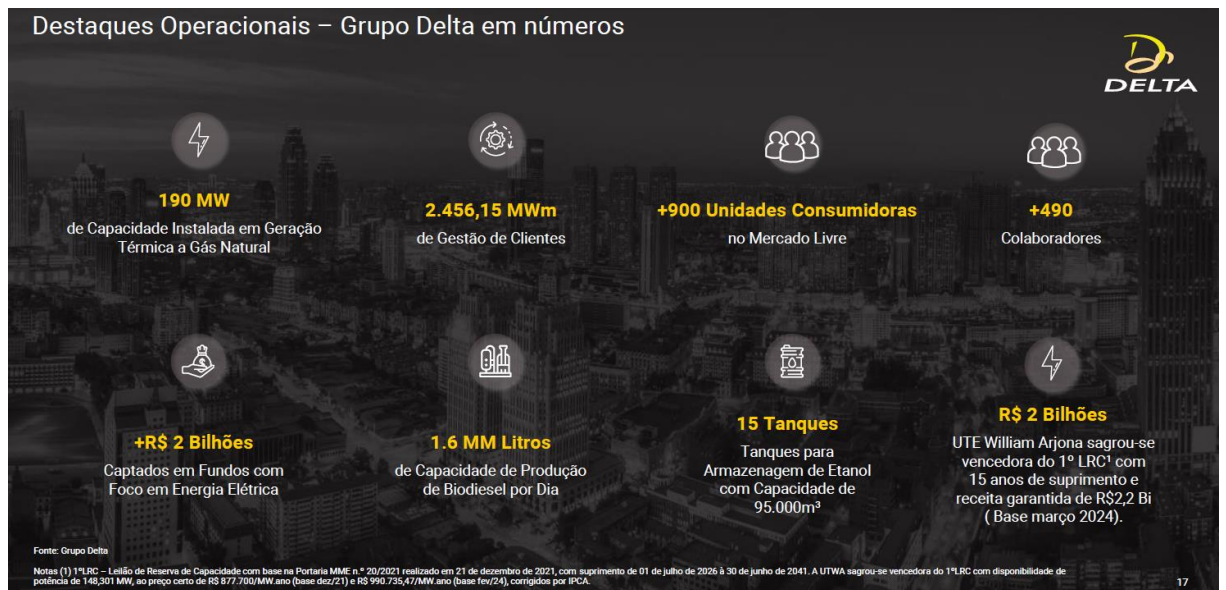 Destaques Operacionais – Grupo Delta em números
DELTA
190 MW
de Capacidade Instalada em Geração
Térmica a Gás Natural
2.456,15 MWm
de Gestão de Clientes
+900 Unidades Consumidoras
no Mercado Livre
+490
Colaboradores
+R$ 2 Bilhões
Captados em Fundos com
Foco em Energia Elétrica
1.6 MM Litros
de Capacidade de Produção
de Biodiesel por Dia
15 Tanques
Tanques para
Armazenagem de Etanol
com Capacidade de
95.000m³
R$ 2 Bilhões
UTE William Arjona sagrou-se
vencedora do 1º LRC¹ com
15 anos de suprimento e
receita garantida de R$2,2 Bi
( Base março 2024).
Fonte: Grupo Delta
Notas (1) 1ºLRC – Leilão de Reserva de Capacidade com base na Portaria MME n.º 20/2021 realizado em 21 de dezembro de 2021, com suprimento de 01 de julho de 2026 à 30 de junho de 2041. A UTWA sagrou-se vencedora do 1ºLRC com disponibilidade de
potência de 148,301 MW, ao preço certo de R$ 877.700/MW.ano (base dez/21) e R$ 990.735,47/MW.ano (base fev/24), corrigidos por IPCA.
17